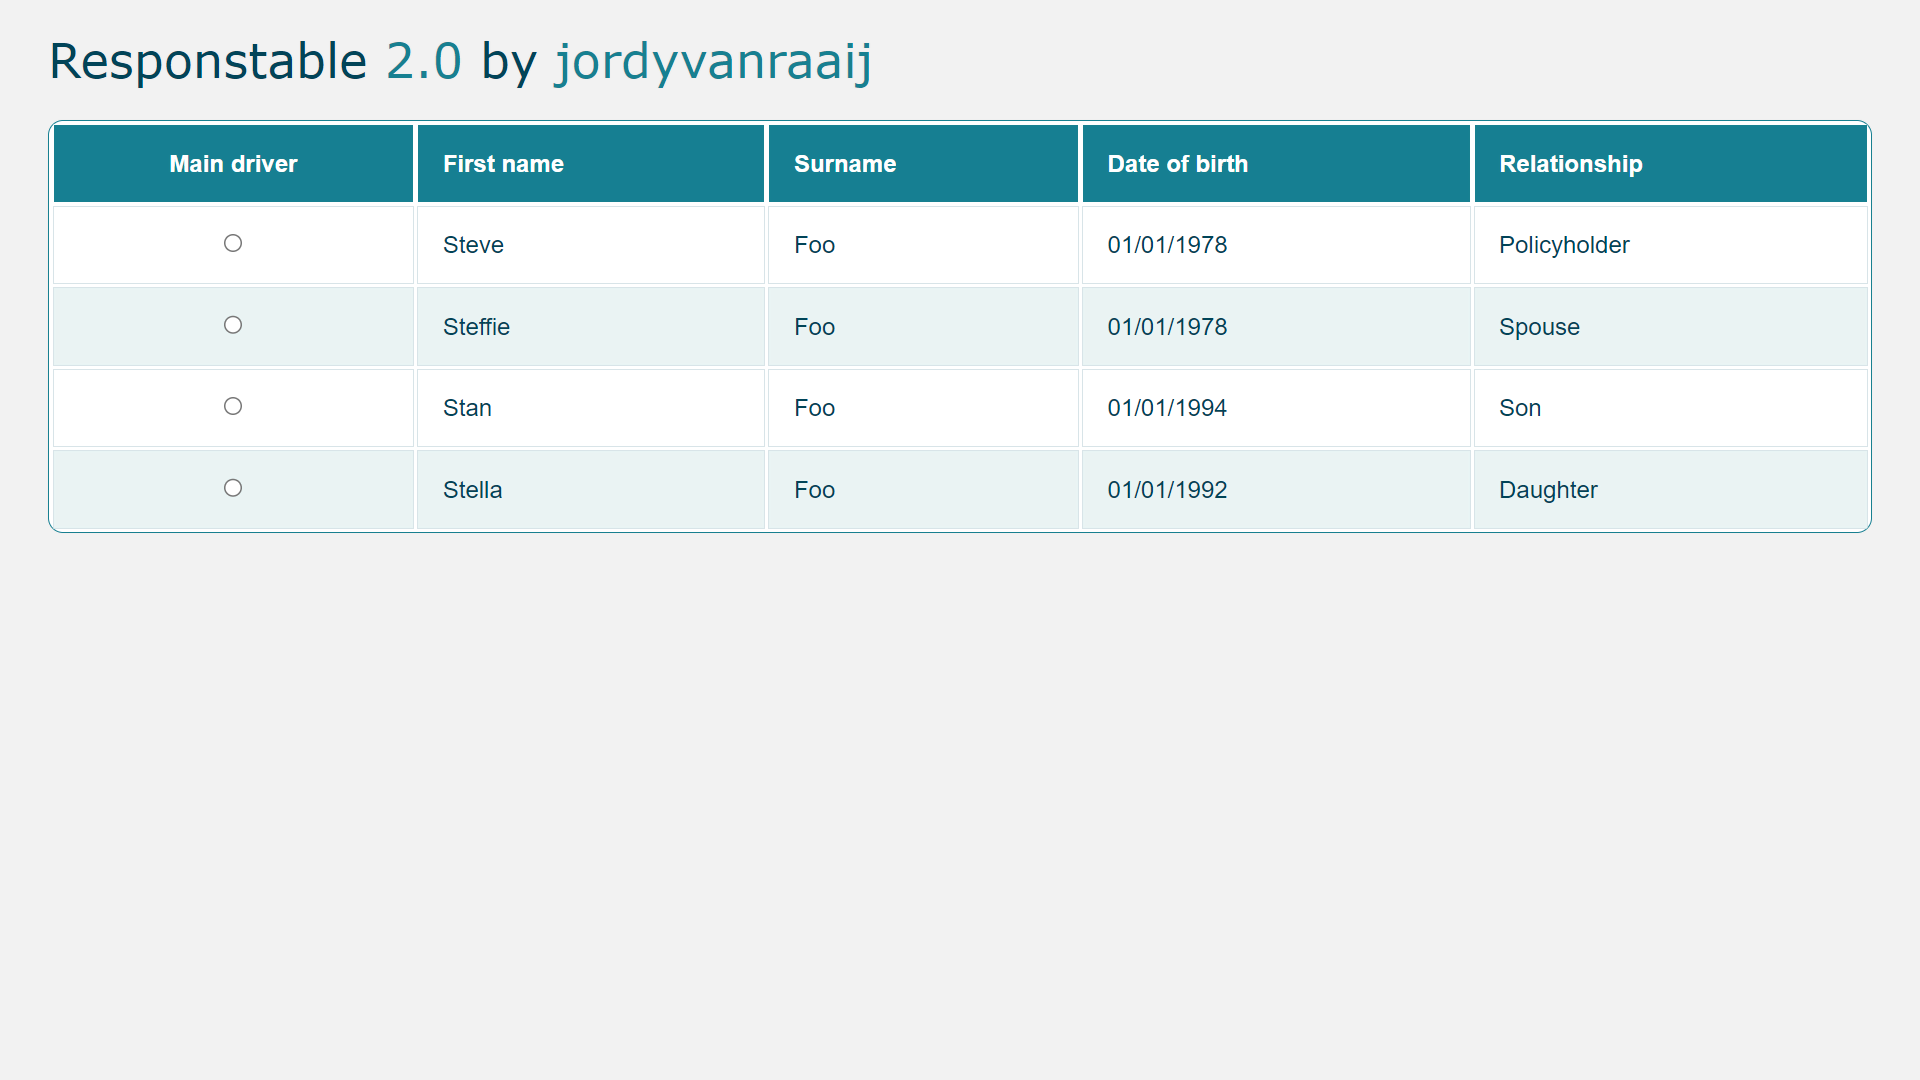 Responstable 2.0 by jordyvanraaij
Main driver First name Surname Date of birth Relationship
Steve Foo 01/01/1978 Policyholder
Steffie Foo 01/01/1978 Spouse
Stan Foo 01/01/1994 Son
Stella Foo 01/01/1992 Daughter